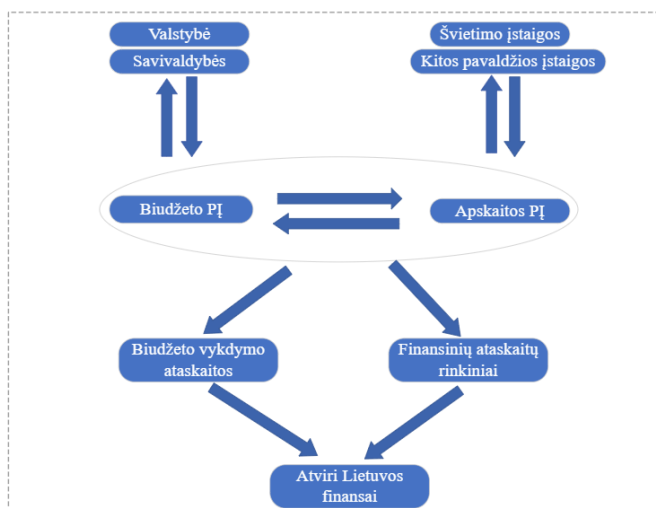 Valstybė
Savivaldybės
Švietimo įstaigos
Kitos pavaldžios įstaigos
Biudžeto PĮ
Apskaitos PĮ
Biudžeto vykdymo
ataskaitos
Finansinių ataskaitų
rinkiniai
Atviri Lietuvos
finansai